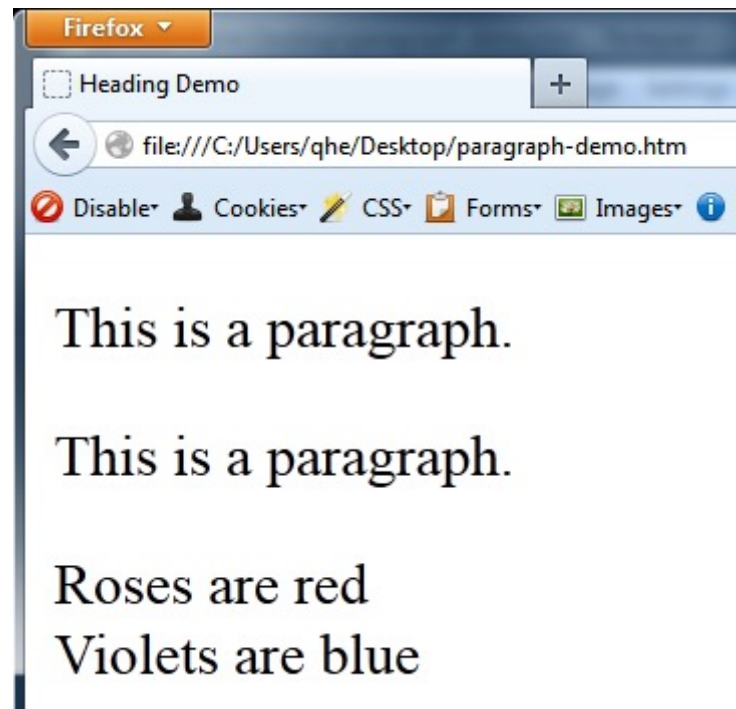 Firefox
Heading Demo
file:///C:/Users/qhe/Desktop/paragraph-demo.htm
Disable Cookies CSS Forms Images
This is a paragraph.
This is a paragraph.
Roses are red
Violets are blue